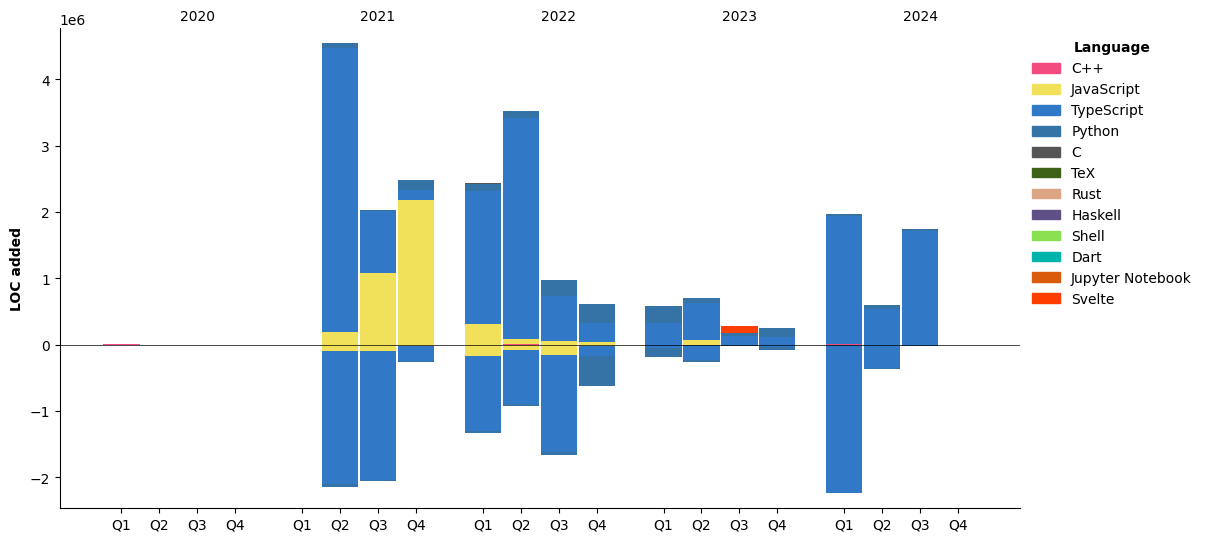 1e6
2020 2021 2022 2023 2024
Language
C++
JavaScript
TypeScript
Python
C
TeX
Rust
Haskell
Shell
Dart
Jupyter Notebook
Svelte
LOC added
4
3
2
1
0
−1
−2
Q1 Q2 Q3 Q4 Q1 Q2 Q3 Q4 Q1 Q2 Q3 Q4 Q1 Q2 Q3 Q4 Q1 Q2 Q3 Q4